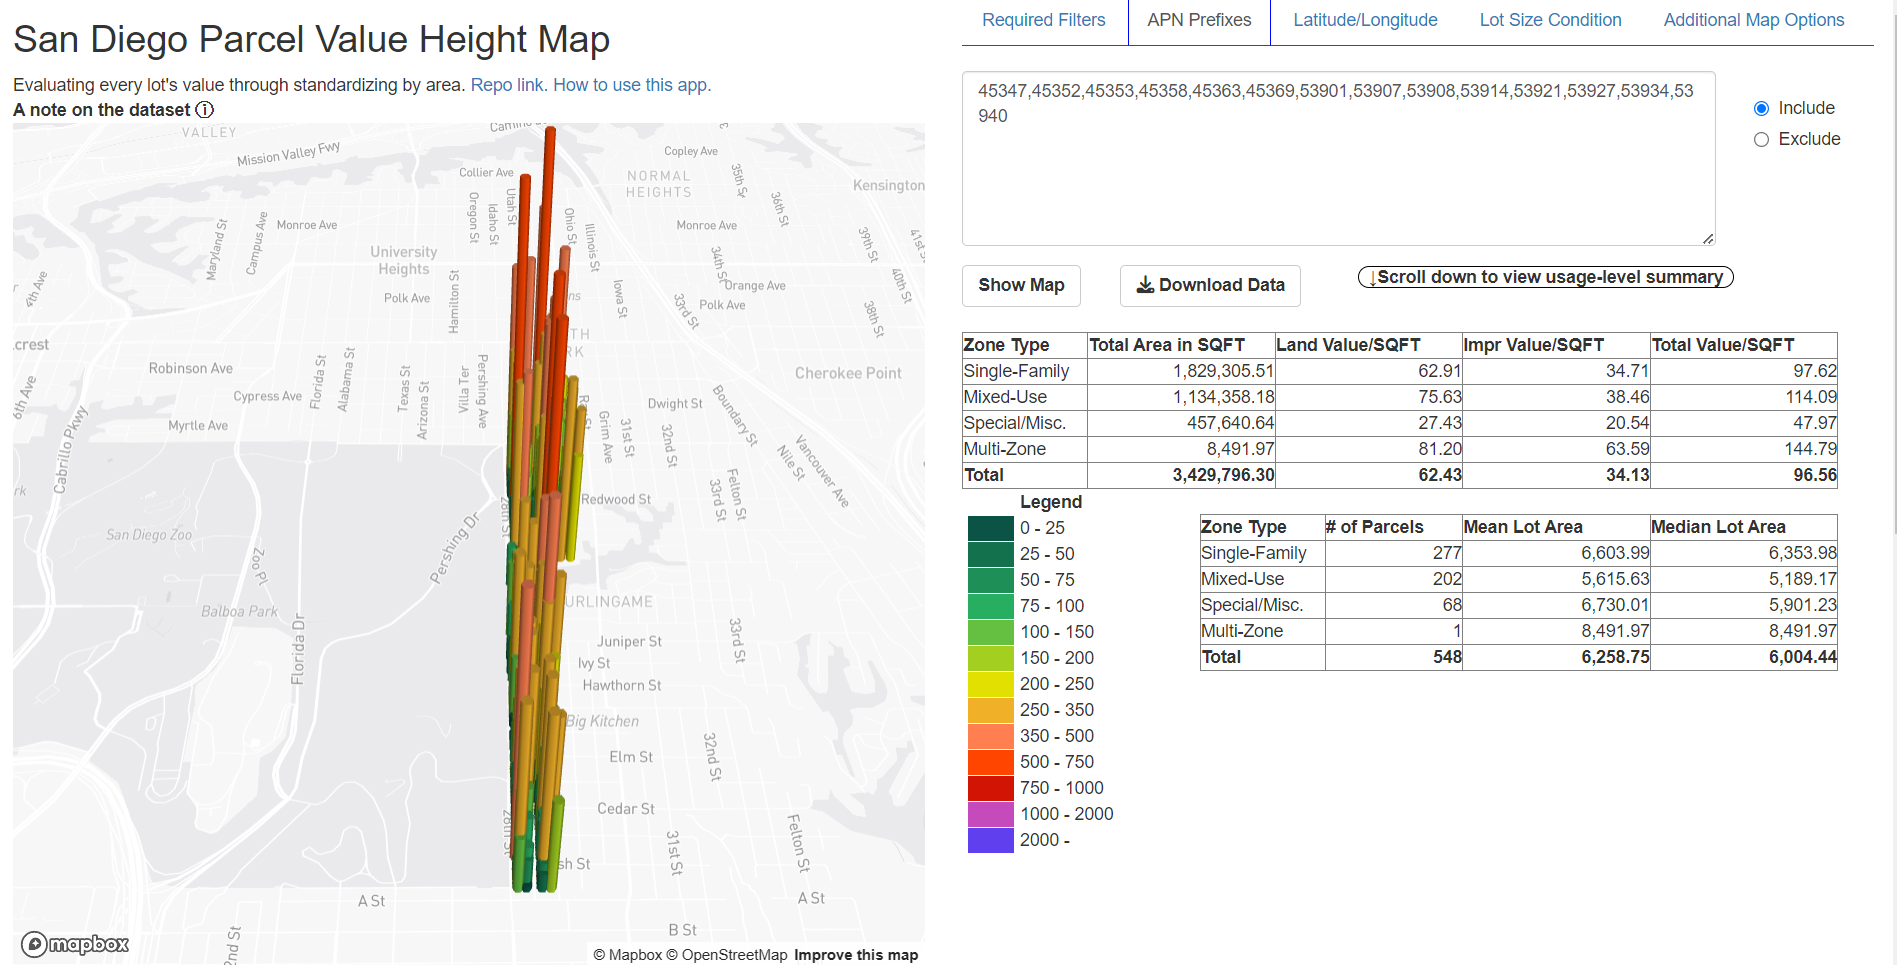 San Diego Parcel Value Height Map
Evaluating every lot's value through standardizing by area. Repo link. How to use this app.
A note on the dataset
VALLEY
Mission Valley Fwy
Copley Ave
Collier Ave
NORMAL
HEIGHTS
35th St
Kensington
36th St
Utah St
Oregon St
Idaho St
Ohio St
Illinois St
Maryland St
Campus Ave
Monroe Ave
Monroe Ave
39th St
University
Heights
Hamilton St
4th Ave
Polk Ave
Iowa St
33rd St
Orange Ave
Polk Ave
40th St
38th St
Robinson Ave
Cypress Ave
Florida St
Alabama St
Texas St
Arizona St
Villa Ter
Pershing Ave
Cherokee Point
6th Ave
Myrtle Ave
Dwight St
Boundary St
Grim Ave
31st St
32nd St
Nile St
Vancouver Ave
Cabrillo Pkwy
Redwood St
33rd St
Felton St
28th St
San Diego Zoo
Zoo Pl
Pershing Dr
Balboa Park
Florida Dr
Juniper St
Ivy St
33rd St
Hawthorn St
Big Kitchen
Elm St
32nd St
Cedar St
31st St
Felton St
A St
A St
B St
mapbox
© Mapbox © OpenStreetMap Improve this map
Required Filters APN Prefixes Latitude/Longitude Lot Size Condition Additional Map Options
45347,45352,45353,45358,45363,45369,53901,53907,53908,53914,53921,53927,53934,53
940
Include
Exclude
Show Map Download Data ↓Scroll down to view usage-level summary
Zone Type Total Area in SQFT Land Value/SQFT Impr Value/SQFT Total Value/SQFT
Single-Family 1,829,305.51 62.91 34.71 97.62
Mixed-Use 1,134,358.18 75.63 38.46 114.09
Special/Misc. 457,640.64 27.43 20.54 47.97
Multi-Zone 8,491.97 81.20 63.59 144.79
Total 3,429,796.30 62.43 34.13 96.56
Legend
0 - 25
25 - 50
50 - 75
75 - 100
100 - 150
150 - 200
200 - 250
250 - 350
350 - 500
500 - 750
750 - 1000
1000 - 2000
2000 -
Zone Type # of Parcels Mean Lot Area Median Lot Area
Single-Family 277 6,603.99 6,353.98
Mixed-Use 202 5,615.63 5,189.17
Special/Misc. 68 6,730.01 5,901.23
Multi-Zone 1 8,491.97 8,491.97
Total 548 6,258.75 6,004.44